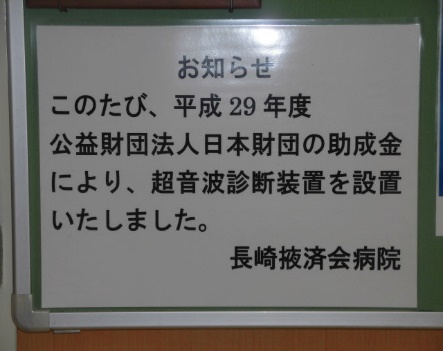 お知らせ
このたび、平成29年度
公益財団法人日本財団の助成金
により、超音波診断装置を設置
いたしました。
長崎掖済会病院